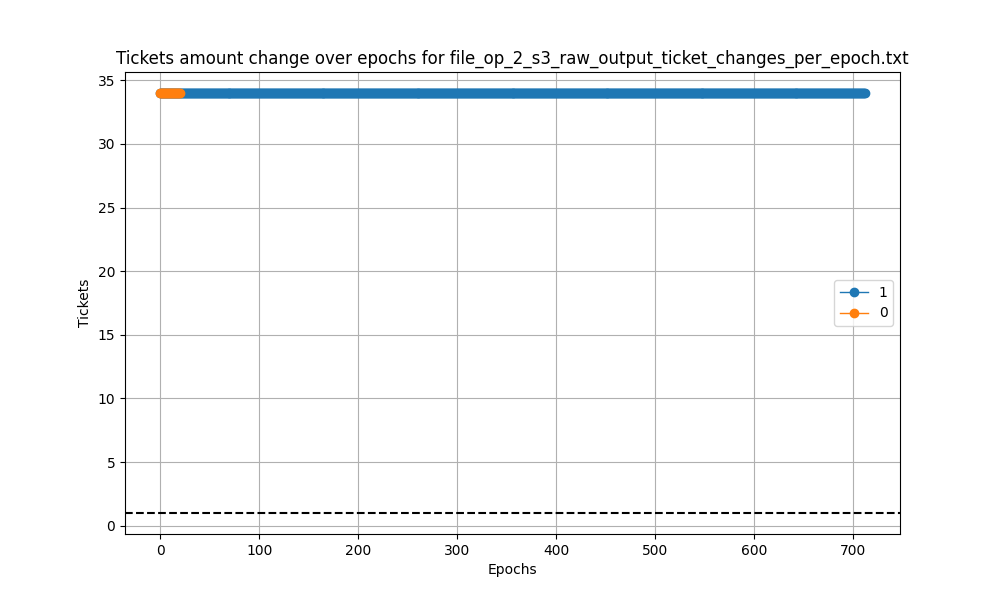 Tickets amount change over epochs for file_op_2_s3_raw_output_ticket_changes_per_epoch.txt
35
30
25
20
15
10
5
0
Tickets
1
0
0 100 200 300 400 500 600 700
Epochs